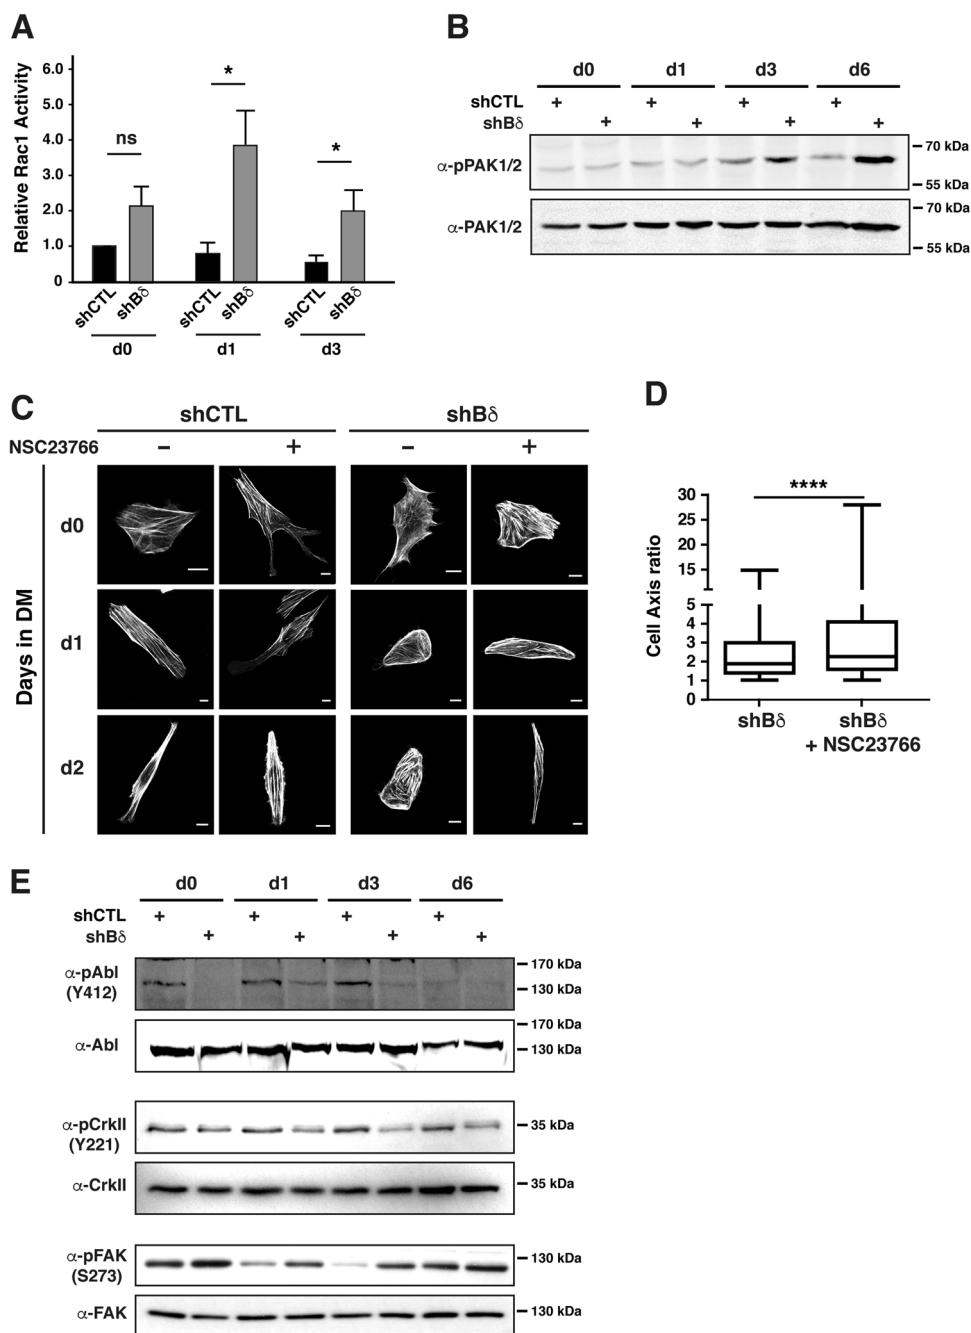 A
Relative Rac1 Activity
6.0
5.0
4.0
3.0
2.0
1.0
0
ns
*
*
shCTL shBδ shCTL shBδ shCTL shBδ
d0 d1 d3
B
d0 d1 d3 d6
shCTL + + + +
shBδ + + + +
α-pPAK1/2
70 kDa
55 kDa
α-PAK1/2
70 kDa
55 kDa
C
shCTL shBδ
NSC23766 − + − +
Days in DM
d0
d1
d2
D
Cell Axis ratio
30
25
20
15
5
4
3
2
1
0
****
shBδ shBδ
+ NSC23766
E
d0 d1 d3 d6
shCTL + + + +
shBδ + + + +
α-pAbl
(Y412)
170 kDa
130 kDa
α-Abl
170 kDa
130 kDa
α-pCrkII
(Y221)
35 kDa
α-CrkII
35 kDa
α-pFAK
(S273)
130 kDa
α-FAK
130 kDa